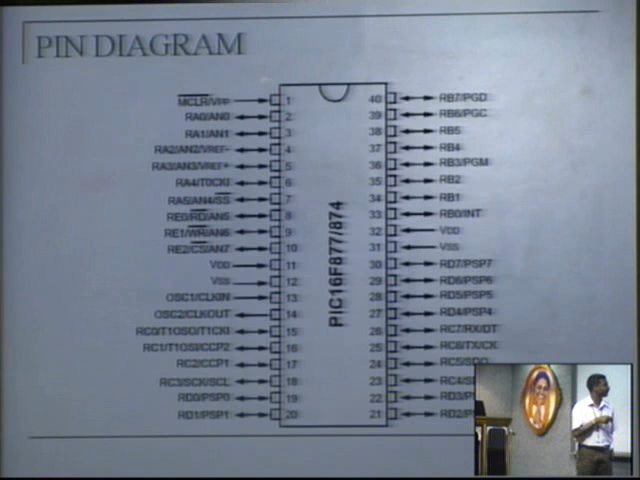 PIN DIAGRAM
MCLR/VPP 1 40 RB7/PGD
RA0/AN0 2 39 RB6/PGC
RA1/AN1 3 38 RB5
RA2/AN2/VREF- 4 37 RB4
RA3/AN3/VREF+ 5 36 RB3/PGM
RA4/T0CKI 6 35 RB2
RA5/AN4/SS 7 34 RB1
RE0/RD/AN5 8 33 RB0/INT
RE1/WR/AN6 9 32 VDD
RE2/CS/AN7 10 31 VSS
VDD 11 30 RD7/PSP7
VSS 12 29 RD6/PSP6
OSC1/CLKIN 13 28 RD5/PSP5
OSC2/CLKOUT 14 27 RD4/PSP4
RC0/T1OSO/T1CKI 15 26 RC7/RX/DT
RC1/T1OSI/CCP2 16 25 RC6/TX/CK
RC2/CCP1 17 24 RC5/SDO
RC3/SCK/SCL 18 23 RC4/S
RD0/PSP0 19 22 RD3/P
RD1/PSP1 20 21 RD2/P
PIC16F877/874